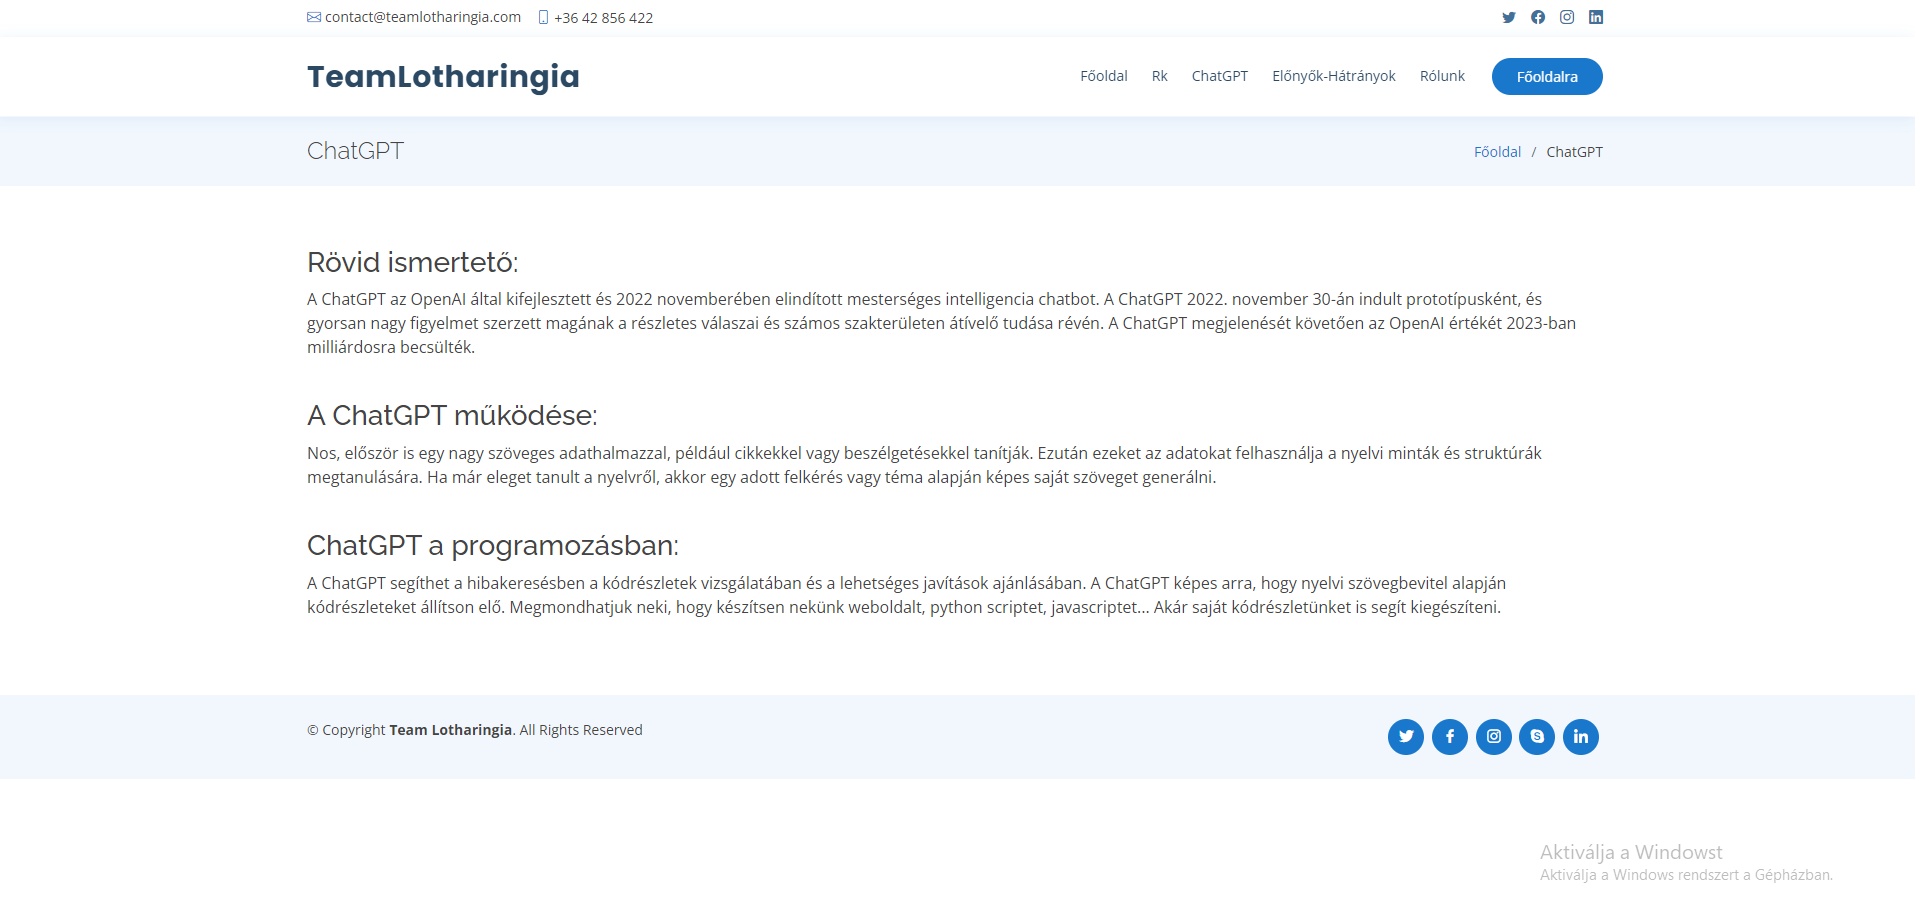 contact@teamlotharingia.com +36 42 856 422
TeamLotharingia
Főoldal Rk ChatGPT Előnyők-Hátrányok Rólunk Főoldalra
ChatGPT
Főoldal / ChatGPT
Rövid ismertető:
A ChatGPT az OpenAI által kifejlesztett és 2022 novemberében elindított mesterséges intelligencia chatbot. A ChatGPT 2022. november 30-án indult prototípusként, és
gyorsan nagy figyelmet szerzett magának a részletes válaszai és számos szakterületen átívelő tudása révén. A ChatGPT megjelenését követően az OpenAI értékét 2023-ban
milliárdosra becsülték.
A ChatGPT működése:
Nos, először is egy nagy szöveges adathalmazzal, például cikkekkel vagy beszélgetésekkel tanítják. Ezután ezeket az adatokat felhasználja a nyelvi minták és struktúrák
megtanulására. Ha már eleget tanult a nyelvről, akkor egy adott felkérés vagy téma alapján képes saját szöveget generálni.
ChatGPT a programozásban:
A ChatGPT segíthet a hibakeresésben a kódrészletek vizsgálatában és a lehetséges javítások ajánlásában. A ChatGPT képes arra, hogy nyelvi szövegbevitel alapján
kódrészleteket állítson elő. Megmondhatjuk neki, hogy készítsen nekünk weboldalt, python scriptet, javascriptet... Akár saját kódrészletünket is segít kiegészíteni.
© Copyright Team Lotharingia. All Rights Reserved
Aktiválja a Windowst
Aktiválja a Windows rendszert a Gépházban.